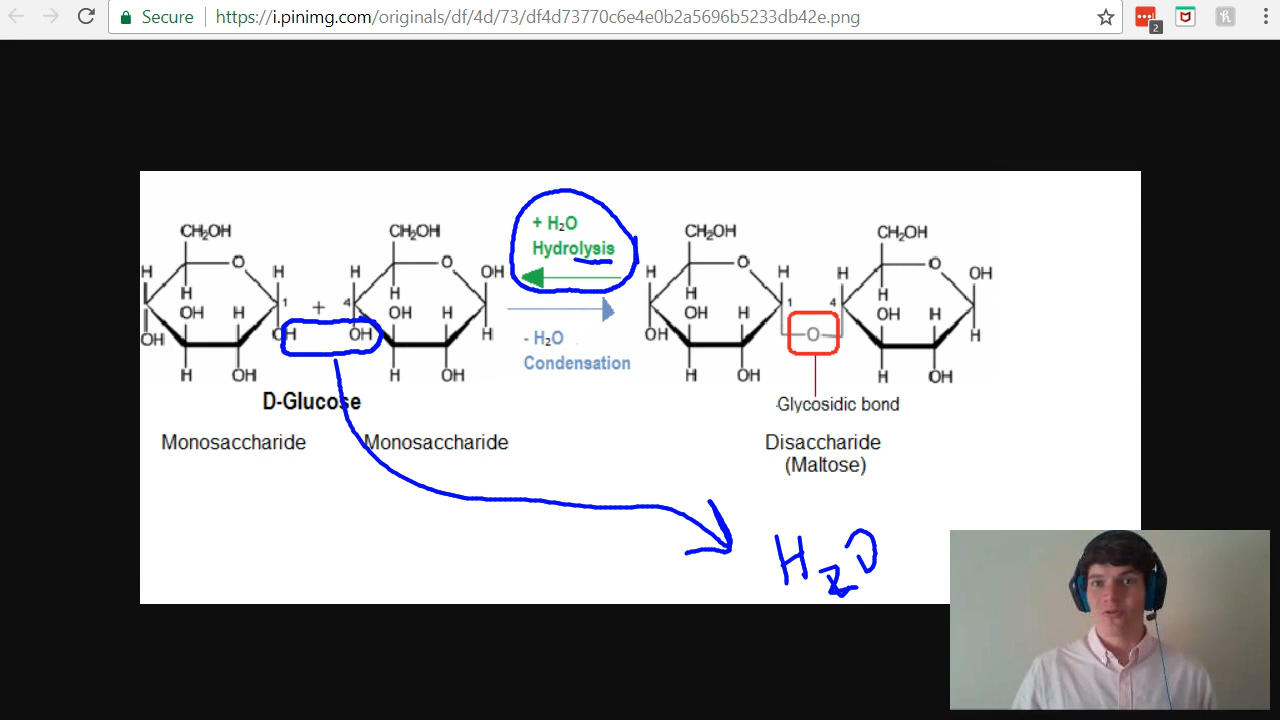 Secure
https://i.pinimg.com/originals/df/4d/73/df4d73770c6e4e0b2a5696b5233db42e.png
2
+ H₂O
Hydrolysis
CH₂OH CH₂OH CH₂OH CH₂OH
O O O O
H H H OH H H H OH
H H H H
1 + 4 1 4
OH H OH H OH H OH H
OH OH OH H OH O H
- H₂O
Condensation
H OH H OH H OH H OH
D-Glucose
Glycosidic bond
Monosaccharide Monosaccharide Disaccharide
(Maltose)
H₂O